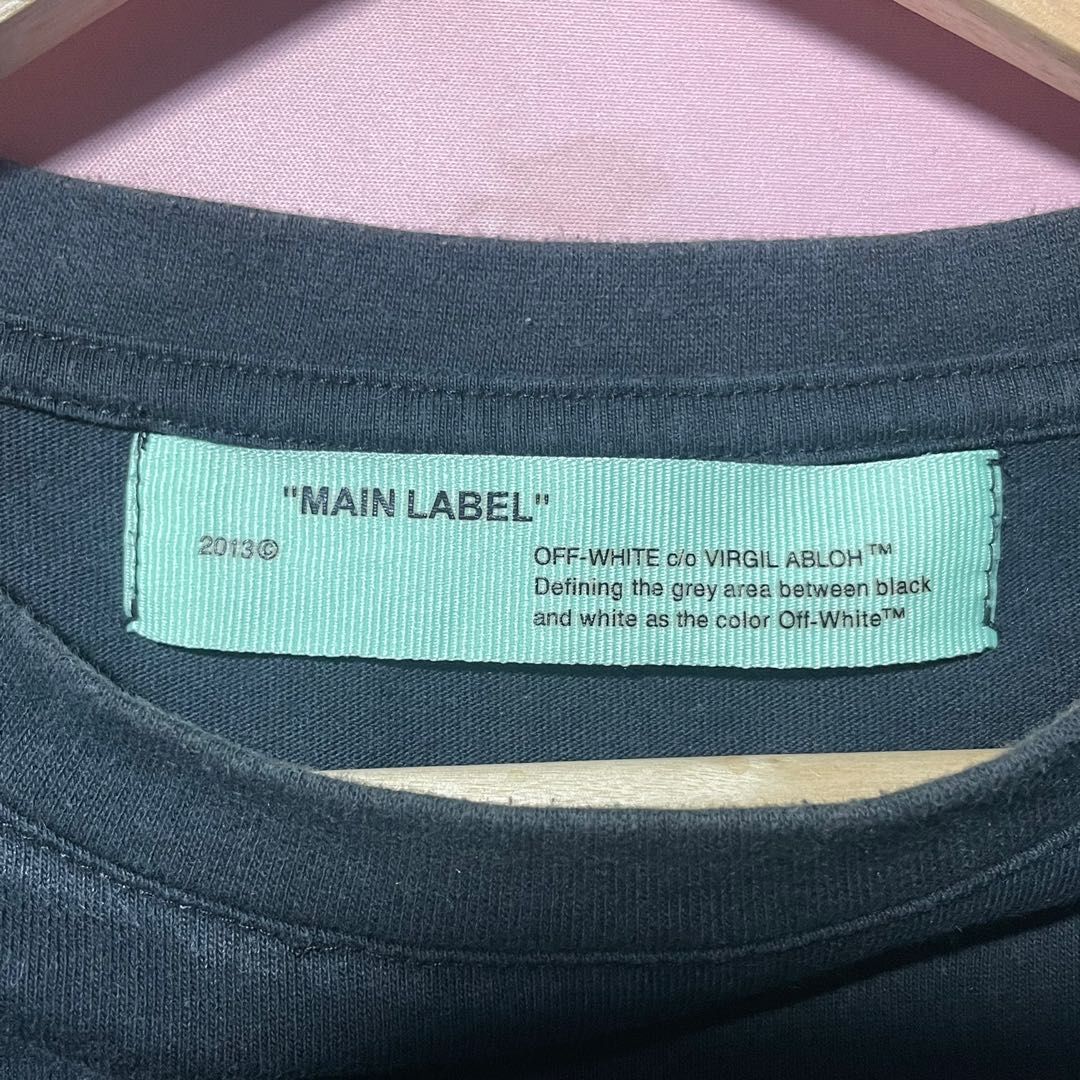 "MAIN LABEL"
2013©
OFF-WHITE c/o VIRGIL ABLOH™
Defining the grey area between black
and white as the color Off-White™